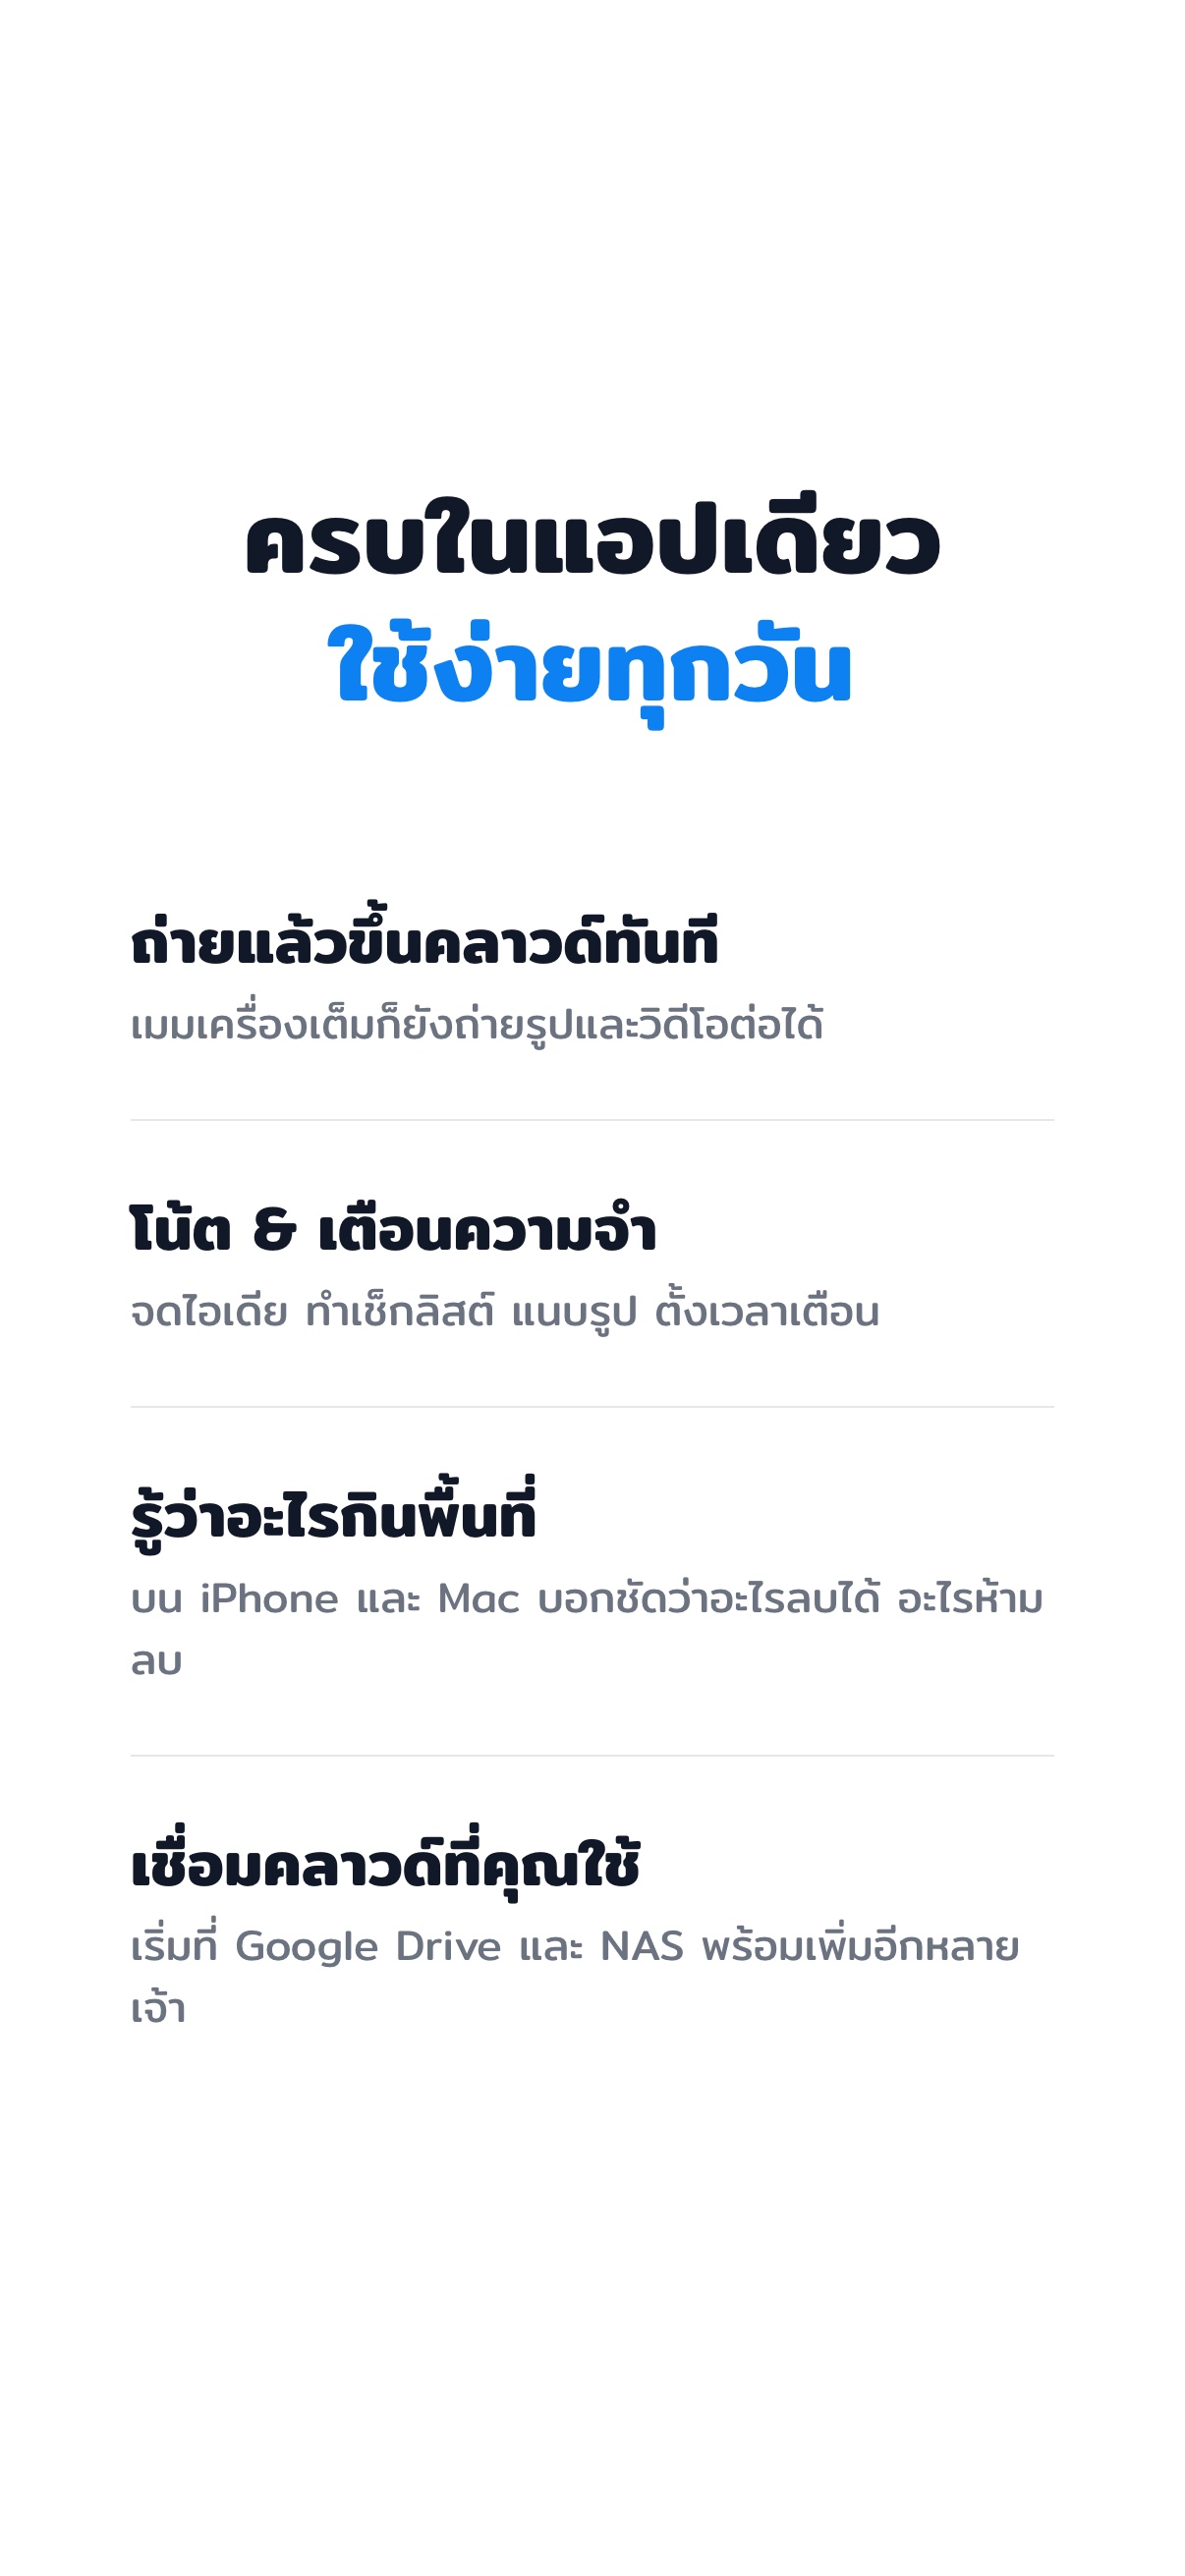 ครบในแอปเดียว
ใช้ง่ายทุกวัน
ถ่ายแล้วขึ้นคลาวด์ทันที
เมมเครื่องเต็มก็ยังถ่ายรูปและวิดีโอต่อได้
โน้ต & เตือนความจำ
จดไอเดีย ทำเช็กลิสต์ แนบรูป ตั้งเวลาเตือน
รู้ว่าอะไรกินพื้นที่
บน iPhone และ Mac บอกชัดว่าอะไรลบได้ อะไรห้าม
ลบ
เชื่อมคลาวด์ที่คุณใช้
เริ่มที่ Google Drive และ NAS พร้อมเพิ่มอีกหลาย
เจ้า